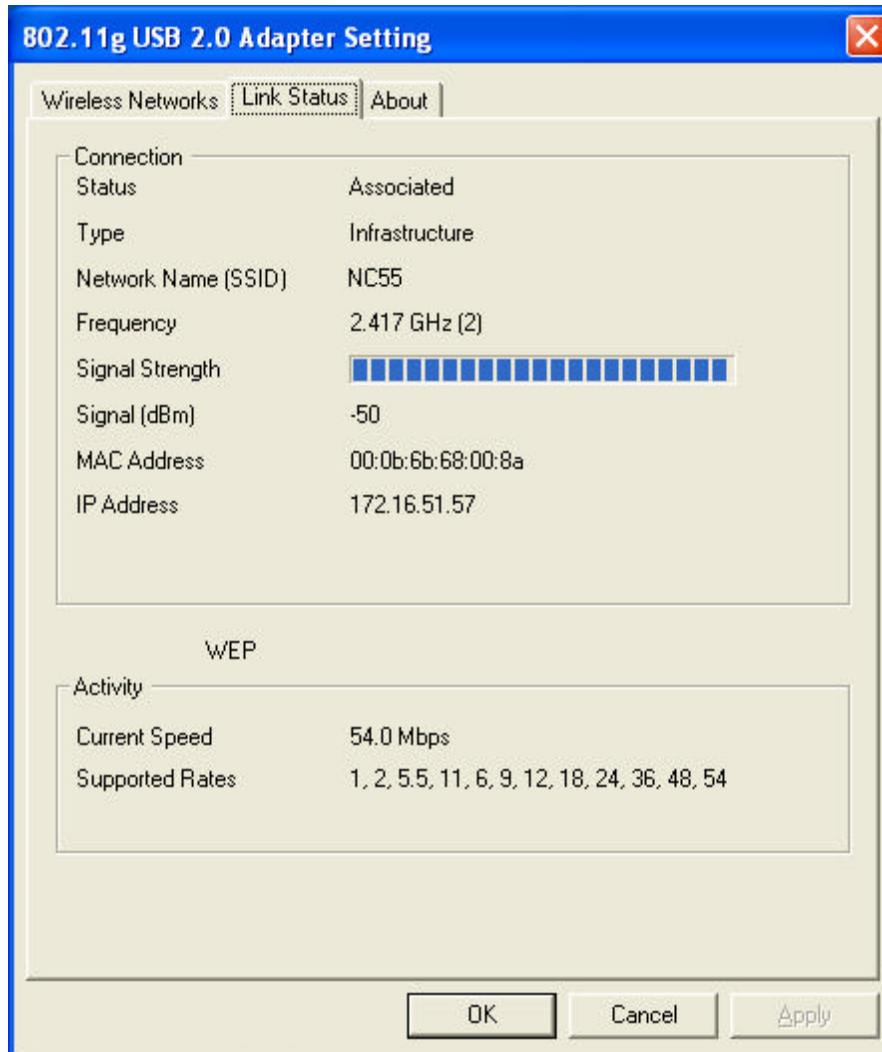 802.11g USB 2.0 Adapter Setting
Wireless Networks Link Status About
Connection
Status Associated
Type Infrastructure
Network Name (SSID) NC55
Frequency 2.417 GHz (2)
Signal Strength
Signal (dBm) -50
MAC Address 00:0b:6b:68:00:8a
IP Address 172.16.51.57
WEP
Activity
Current Speed 54.0 Mbps
Supported Rates 1, 2, 5.5, 11, 6, 9, 12, 18, 24, 36, 48, 54
OK Cancel Apply